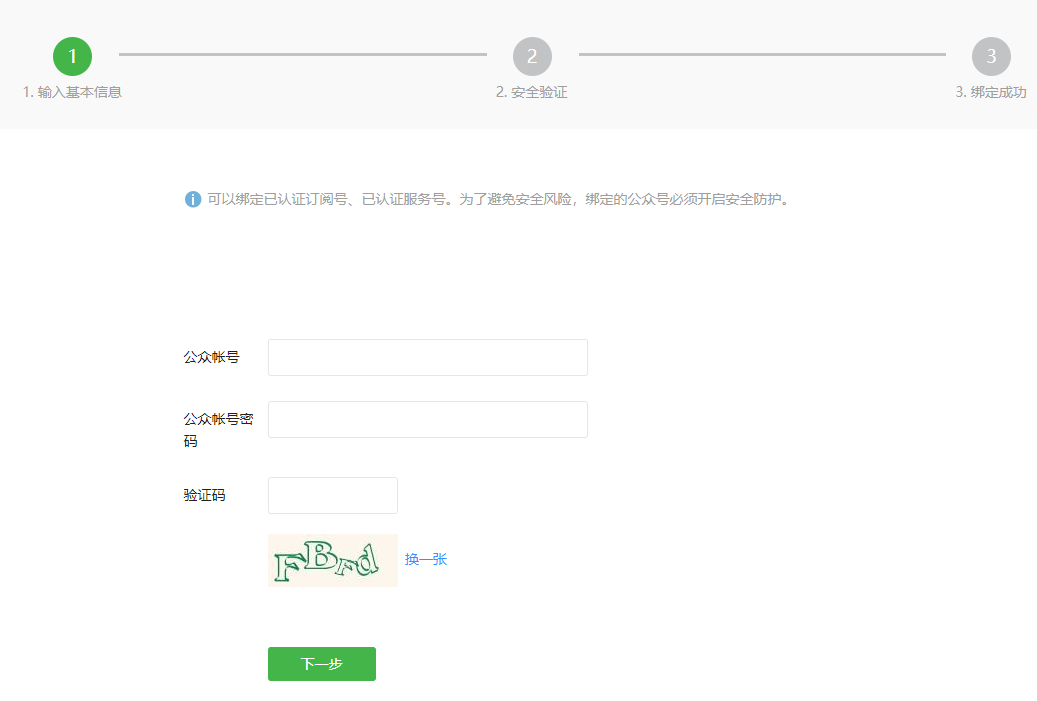 1
2
3
1. 输入基本信息
2. 安全验证
3. 绑定成功
可以绑定已认证订阅号、已认证服务号。为了避免安全风险，绑定的公众号必须开启安全防护。
公众帐号
公众帐号密
码
验证码
换一张
下一步